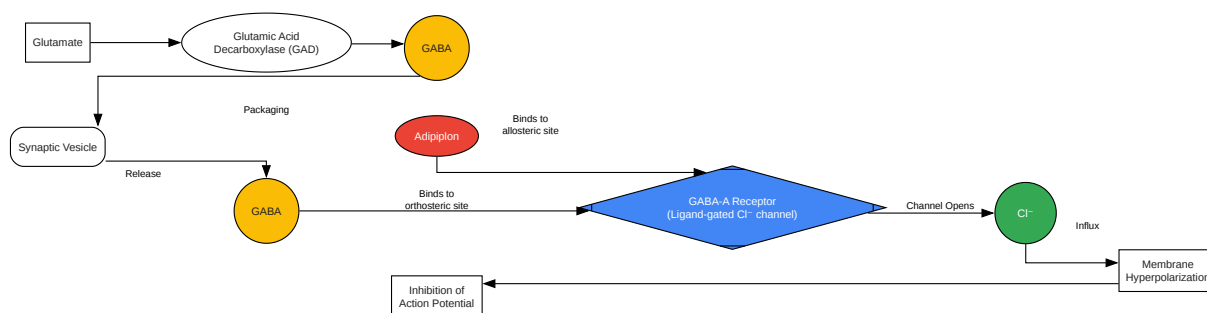 Glutamate
Glutamic Acid
Decarboxylase (GAD)
GABA
Packaging
Synaptic Vesicle
Release
GABA
Adipiplon
Binds to
allosteric site
Binds to
orthosteric site
GABA-A Receptor
(Ligand-gated Cl⁻ channel)
Channel Opens
Cl⁻
Influx
Membrane
Hyperpolarization
Inhibition of
Action Potential